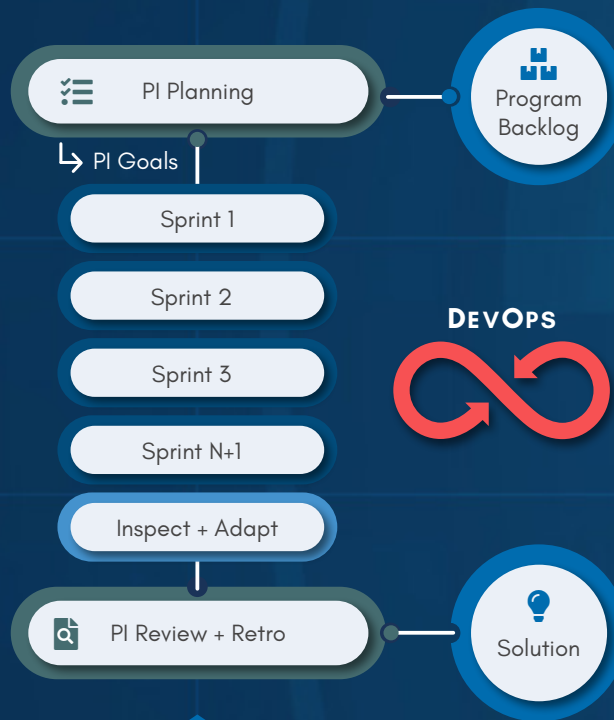 PI Planning
Program
Backlog
PI Goals
Sprint 1
Sprint 2
DevOps
Sprint 3
Sprint N+1
Inspect + Adapt
PI Review + Retro
Solution